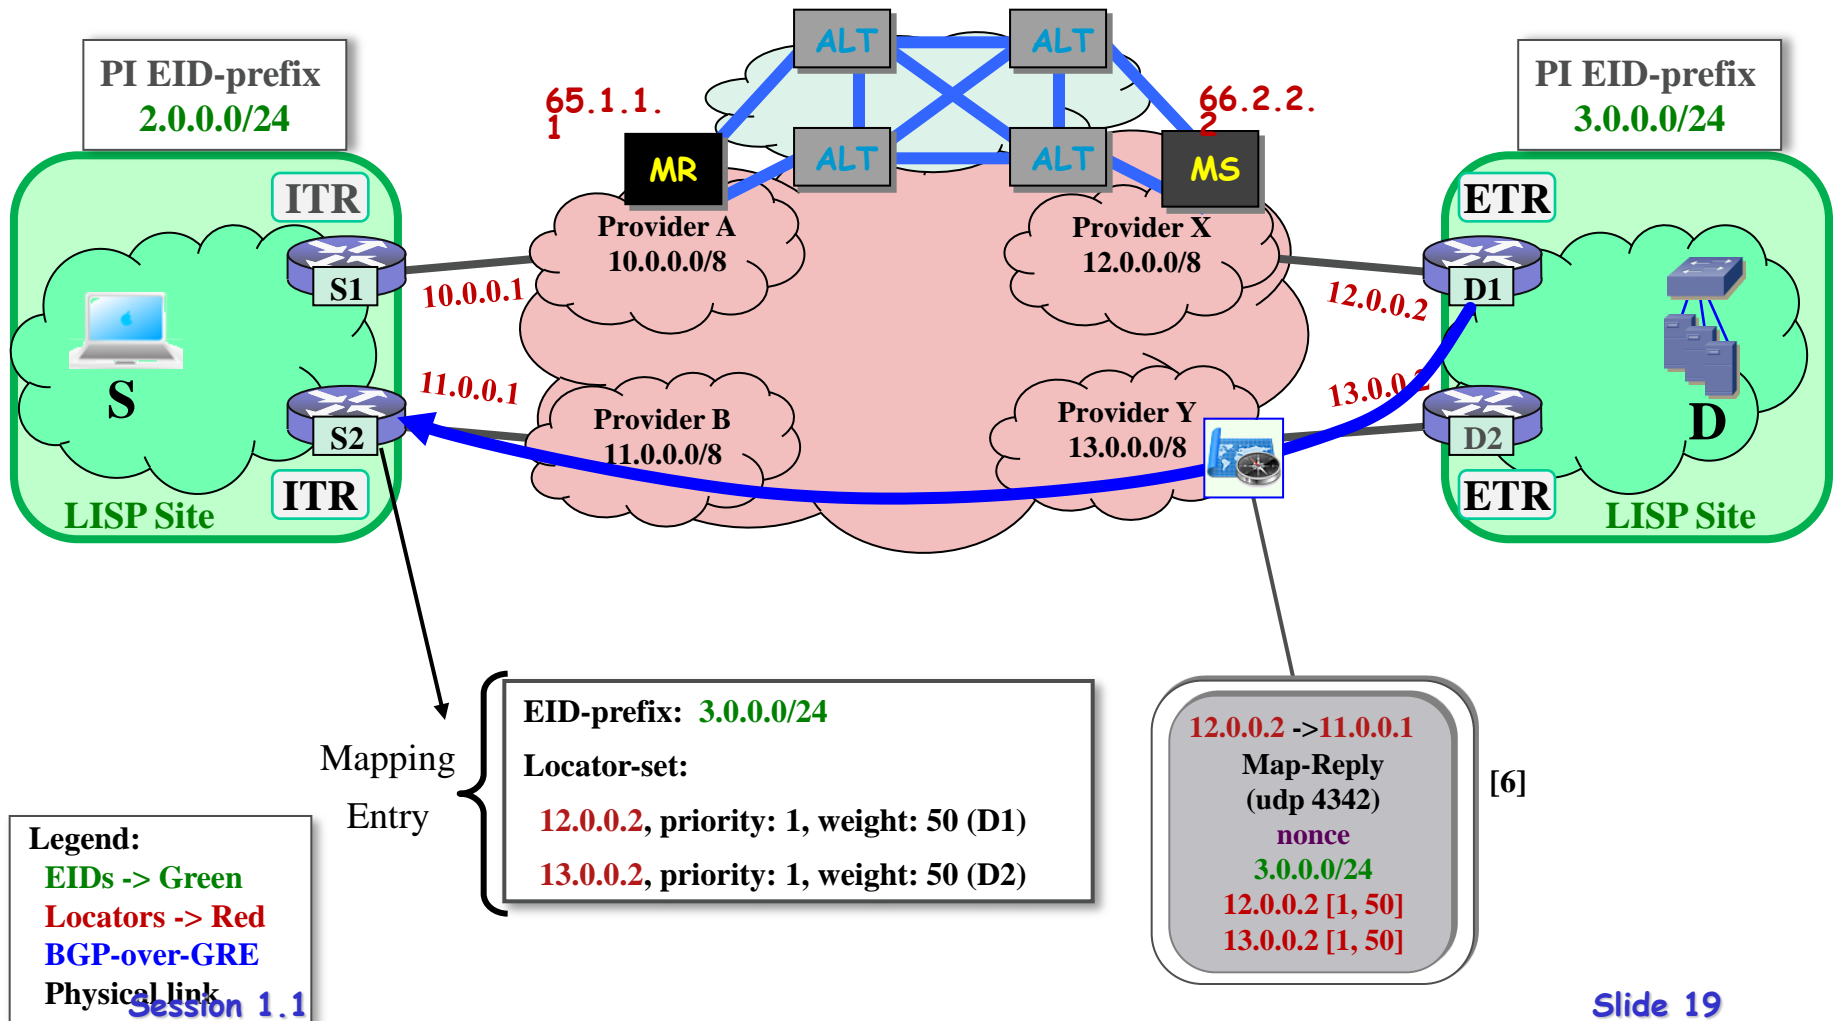 ALT
ALT
PI EID-prefix
2.0.0.0/24
65.1.1.
1
66.2.2.
2
PI EID-prefix
3.0.0.0/24
MR
ALT
ALT
MS
ITR
ETR
Provider A
10.0.0.0/8
Provider X
12.0.0.0/8
S1
10.0.0.1
12.0.0.2
D1
S
11.0.0.1
13.0.0.2
D
Provider B
11.0.0.0/8
Provider Y
13.0.0.0/8
S2
D2
ITR
ETR
LISP Site
LISP Site
Mapping
Entry
EID-prefix: 3.0.0.0/24
Locator-set:
12.0.0.2, priority: 1, weight: 50 (D1)
13.0.0.2, priority: 1, weight: 50 (D2)
12.0.0.2 ->11.0.0.1
Map-Reply
(udp 4342)
nonce
3.0.0.0/24
12.0.0.2 [1, 50]
13.0.0.2 [1, 50]
[6]
Legend:
EIDs -> Green
Locators -> Red
BGP-over-GRE
Physical link
Session 1.1
Slide 19